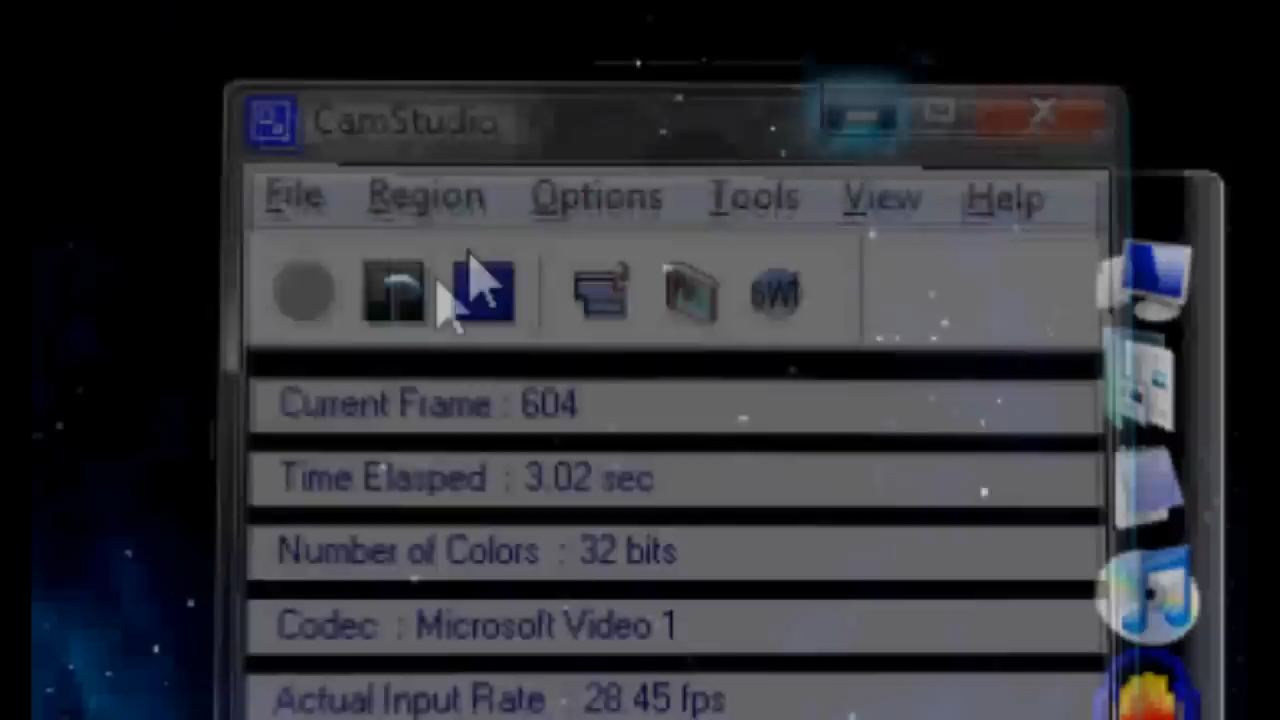 CamStudio
File Region Options Tools View Help
Current Frame : 604
Time Elasped : 3.02 sec
Number of Colors : 32 bits
Codec : Microsoft Video 1
Actual Input Rate : 28.45 fps